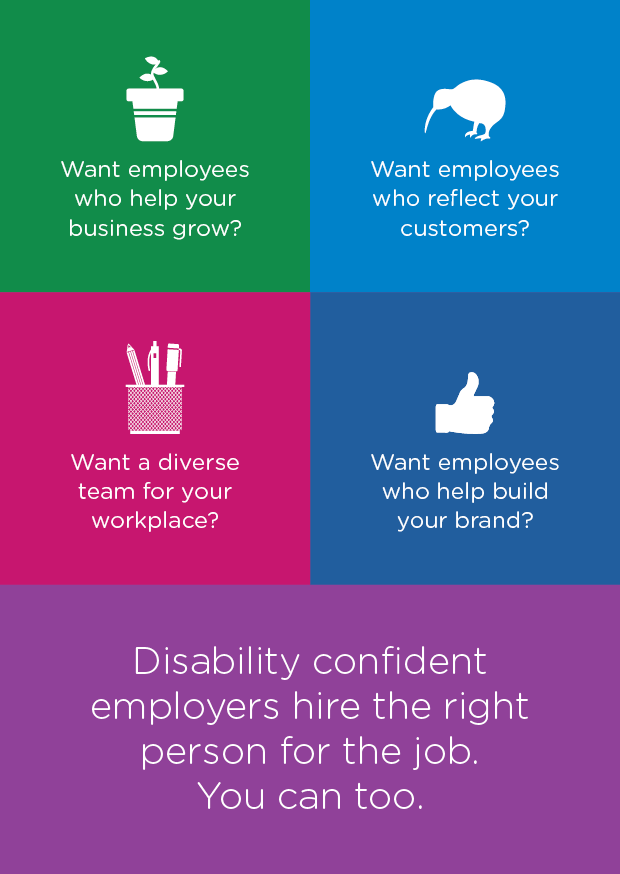 Want employees
who help your
business grow?
Want employees
who reflect your
customers?
Want a diverse
team for your
workplace?
Want employees
who help build
your brand?
Disability confident
employers hire the right
person for the job.
You can too.